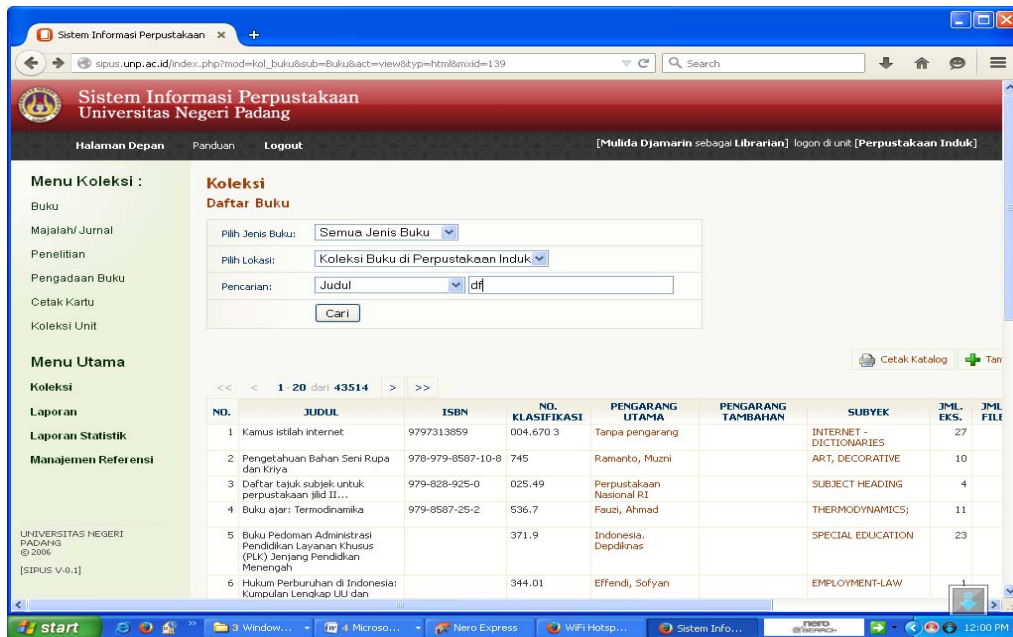 Sistem Informasi Perpustakaan
sipus.unp.ac.id/index.php?mod=kol_buku&sub=Buku&act=view&typ=html&mxid=139
Search
Sistem Informasi Perpustakaan
Universitas Negeri Padang
Halaman Depan Panduan Logout [Mulida Djamarin sebagai Librarian] logon di unit [Perpustakaan Induk]
Menu Koleksi :
Buku
Majalah/ Jurnal
Penelitian
Pengadaan Buku
Cetak Kartu
Koleksi Unit
Menu Utama
Koleksi
Laporan
Laporan Statistik
Manajemen Referensi
UNIVERSITAS NEGERI
PADANG
© 2006
[SIPUS V-0.1]
Koleksi
Daftar Buku
Pilih Jenis Buku: Semua Jenis Buku
Pilih Lokasi: Koleksi Buku di Perpustakaan Induk
Pencarian: Judul df
Cari
Cetak Katalog Tam
<< < 1-20 dari 43514 > >>
NO. JUDUL ISBN NO. KLASIFIKASI PENGARANG UTAMA PENGARANG TAMBAHAN SUBYEK JML. EKS. JML FILE
1 Kamus istilah internet 9797313859 004.670 3 Tanpa pengarang INTERNET - DICTIONARIES 27
2 Pengetahuan Bahan Seni Rupa dan Kriya 978-979-8587-10-8 745 Ramanto, Muzni ART, DECORATIVE 10
3 Daftar tajuk subjek untuk perpustakaan jilid II... 979-828-925-0 025.49 Perpustakaan Nasional RI SUBJECT HEADING 4
4 Buku ajar: Termodinamika 979-8587-25-2 536.7 Fauzi, Ahmad THERMODYNAMICS; 11
5 Buku Pedoman Administrasi Pendidikan Layanan Khusus (PLK) Jenjang Pendidkan Menengah 371.9 Indonesia. Depdiknas SPECIAL EDUCATION 23
6 Hukum Perburuhan di Indonesia: Kumpulan Lengkap UU dan 344.01 Effendi, Sofyan EMPLOYMENT-LAW 1
start 3 Window... 4 Microso... Nero Express WiFi Hotsp... Sistem Info... nero SEARCH 12:00 PM